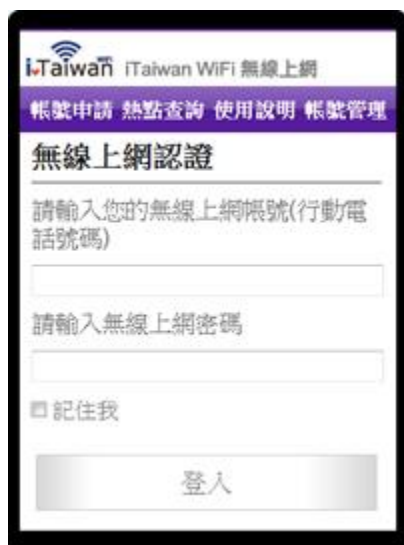 i-Taiwan WiFi iTaiwan WiFi 無線上網
帳號申請 熱點查詢 使用說明 帳號管理
無線上網認證
請輸入您的無線上網帳號(行動電
話號碼)
請輸入無線上網密碼
記住我
登入